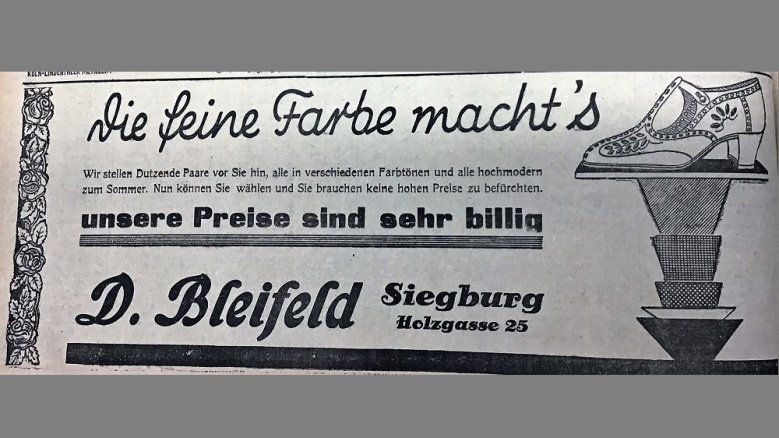 Die feine Farbe macht's
Wir stellen Dutzende Paare vor Sie hin, alle in verschiedenen Farbtönen und alle hochmodern
zum Sommer. Nun können Sie wählen und Sie brauchen keine hohen Preise zu befürchten.
unsere Preise sind sehr billig
D. Bleifeld Siegburg
Holzgasse 25